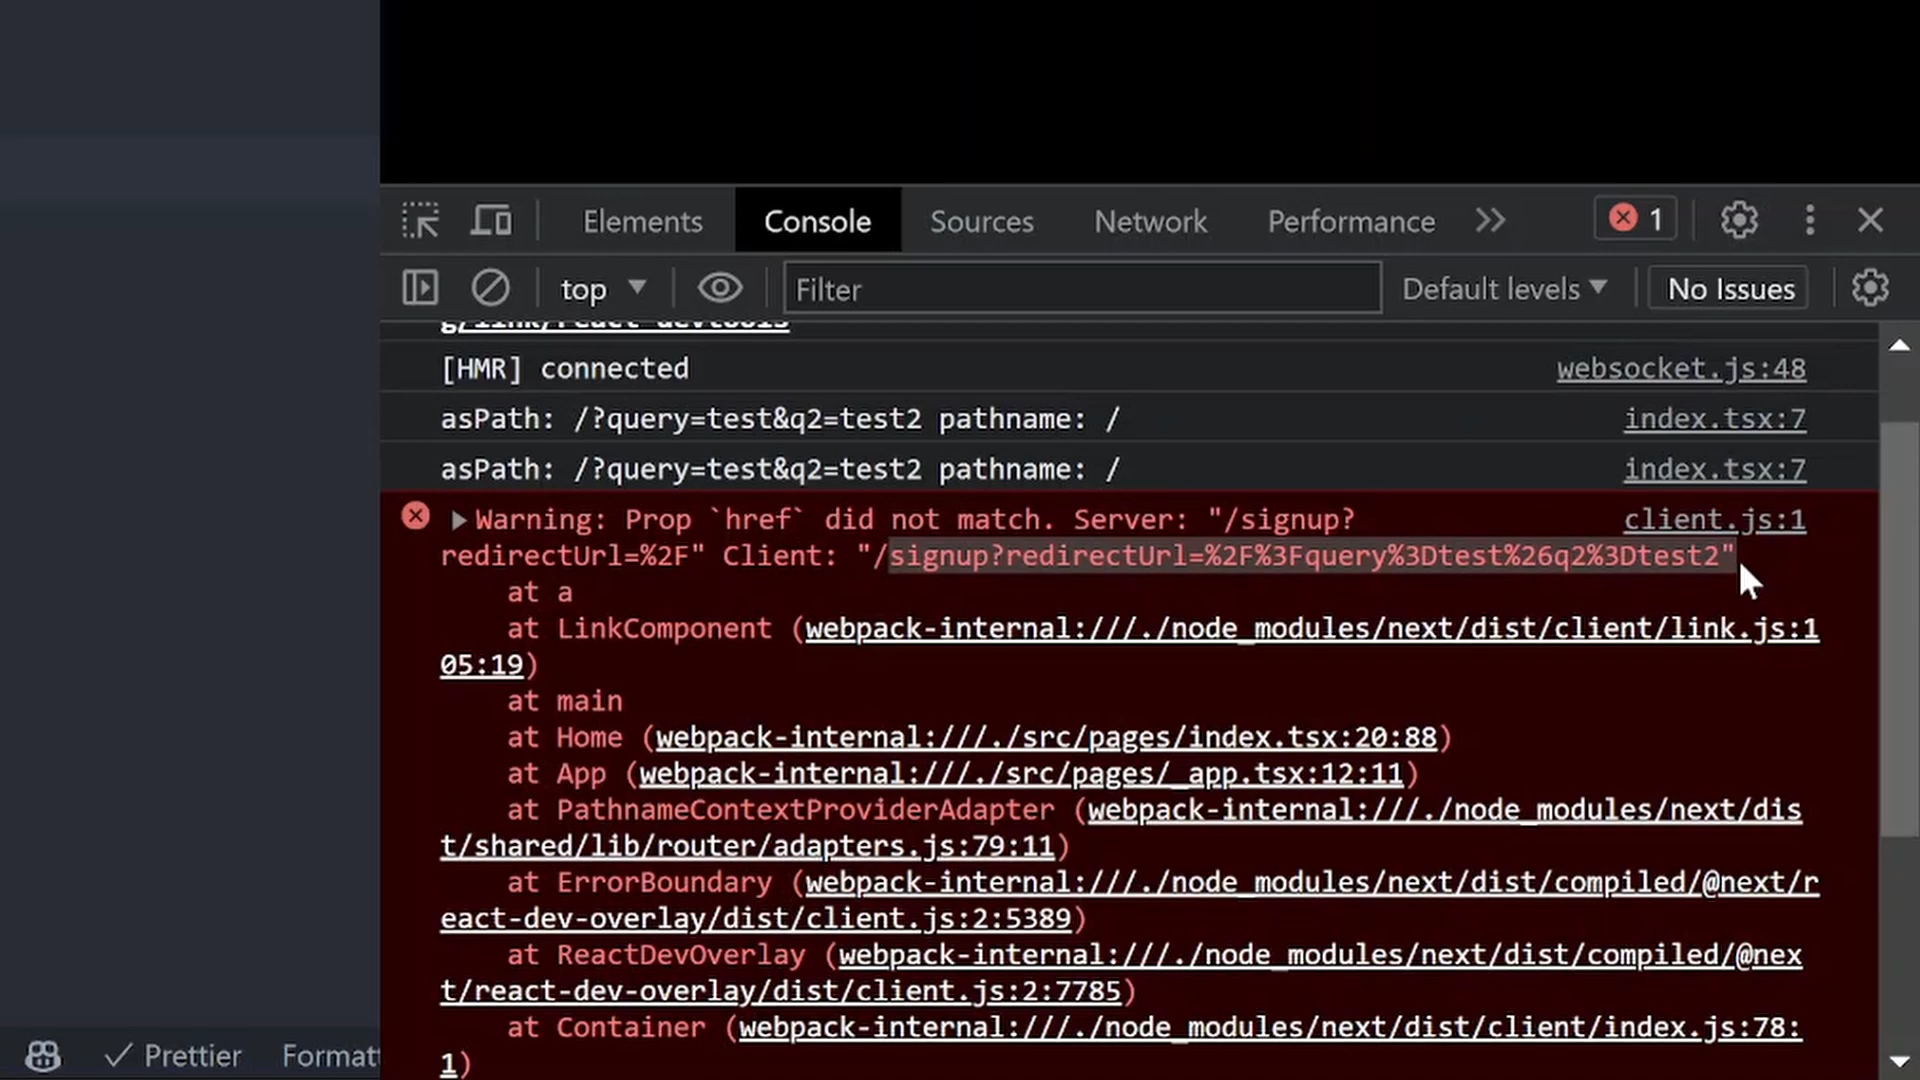 Elements Console Sources Network Performance 1
top Filter Default levels No Issues
g/link/react-devtools
[HMR] connected websocket.js:48
asPath: /?query=test&q2=test2 pathname: / index.tsx:7
asPath: /?query=test&q2=test2 pathname: / index.tsx:7
Warning: Prop `href` did not match. Server: "/signup? client.js:1
redirectUrl=%2F" Client: "/signup?redirectUrl=%2F%3Fquery%3Dtest%26q2%3Dtest2"
at a
at LinkComponent (webpack-internal:///./node_modules/next/dist/client/link.js:1
05:19)
at main
at Home (webpack-internal:///./src/pages/index.tsx:20:88)
at App (webpack-internal:///./src/pages/_app.tsx:12:11)
at PathnameContextProviderAdapter (webpack-internal:///./node_modules/next/dis
t/shared/lib/router/adapters.js:79:11)
at ErrorBoundary (webpack-internal:///./node_modules/next/dist/compiled/@next/r
eact-dev-overlay/dist/client.js:2:5389)
at ReactDevOverlay (webpack-internal:///./node_modules/next/dist/compiled/@nex
t/react-dev-overlay/dist/client.js:2:7785)
at Container (webpack-internal:///./node_modules/next/dist/client/index.js:78:
1)
Prettier Formatt